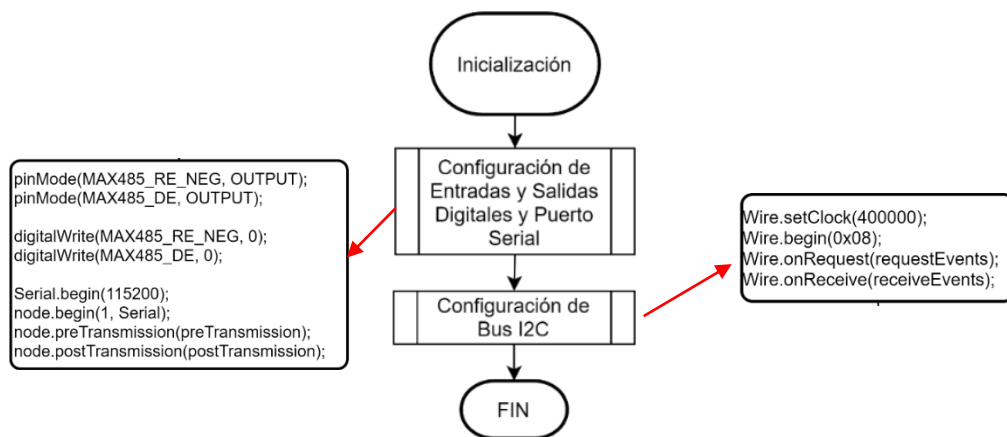 Inicialización
Configuración de
Entradas y Salidas
Digitales y Puerto
Serial
pinMode(MAX485_RE_NEG, OUTPUT);
pinMode(MAX485_DE, OUTPUT);
digitalWrite(MAX485_RE_NEG, 0);
digitalWrite(MAX485_DE, 0);
Serial.begin(115200);
node.begin(1, Serial);
node.preTransmission(preTransmission);
node.postTransmission(postTransmission);
Configuración de
Bus I2C
Wire.setClock(400000);
Wire.begin(0x08);
Wire.onRequest(requestEvents);
Wire.onReceive(receiveEvents);
FIN